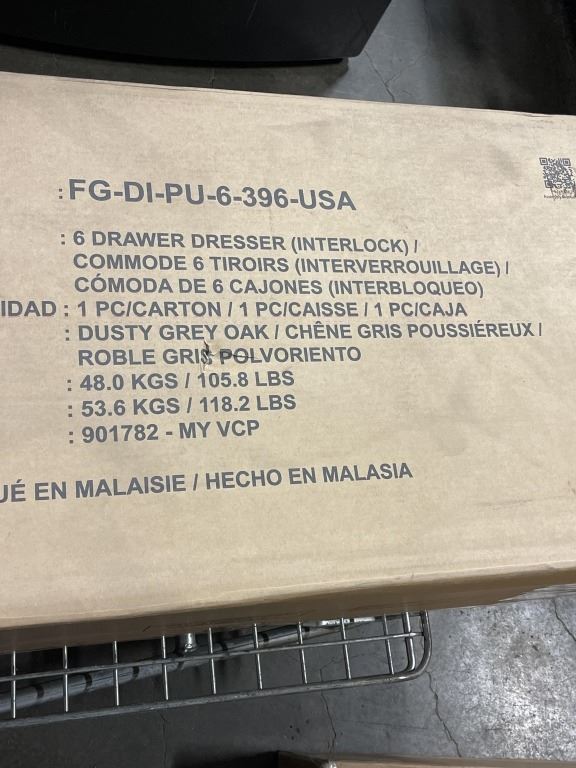 : FG-DI-PU-6-396-USA
: 6 DRAWER DRESSER (INTERLOCK) /
COMMODE 6 TIROIRS (INTERVERROUILLAGE) /
CÓMODA DE 6 CAJONES (INTERBLOQUEO)
IDAD : 1 PC/CARTON / 1 PC/CAISSE / 1 PC/CAJA
: DUSTY GREY OAK / CHÊNE GRIS POUSSIÉREUX /
ROBLE GRIS POLVORIENTO
: 48.0 KGS / 105.8 LBS
: 53.6 KGS / 118.2 LBS
: 901782 - MY VCP
UÉ EN MALAISIE / HECHO EN MALASIA